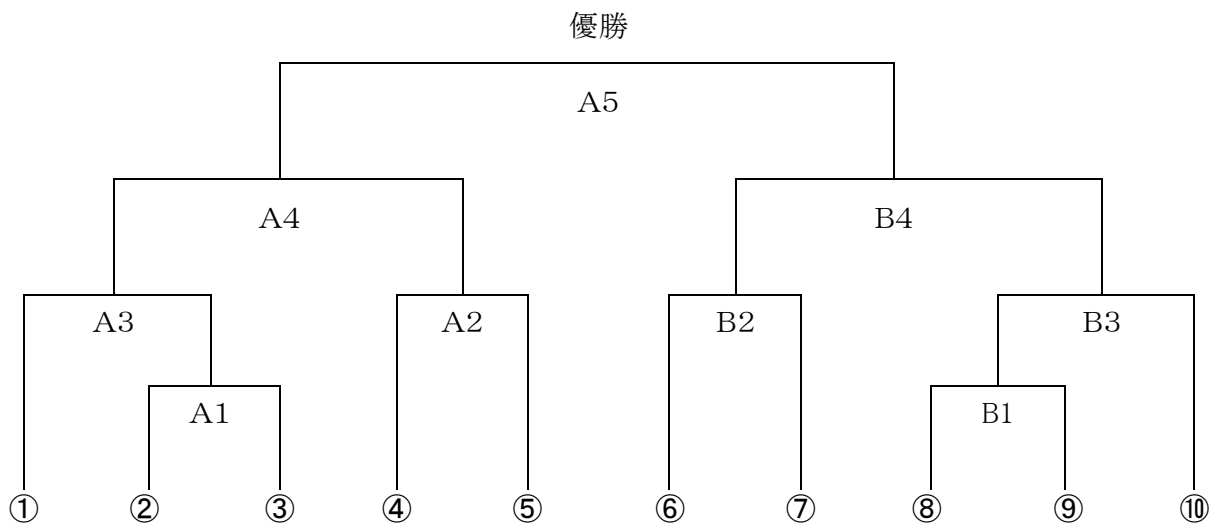 優勝
A5
A4 B4
A3 A2 B2 B3
A1 B1
① ② ③ ④ ⑤ ⑥ ⑦ ⑧ ⑨ ⑩